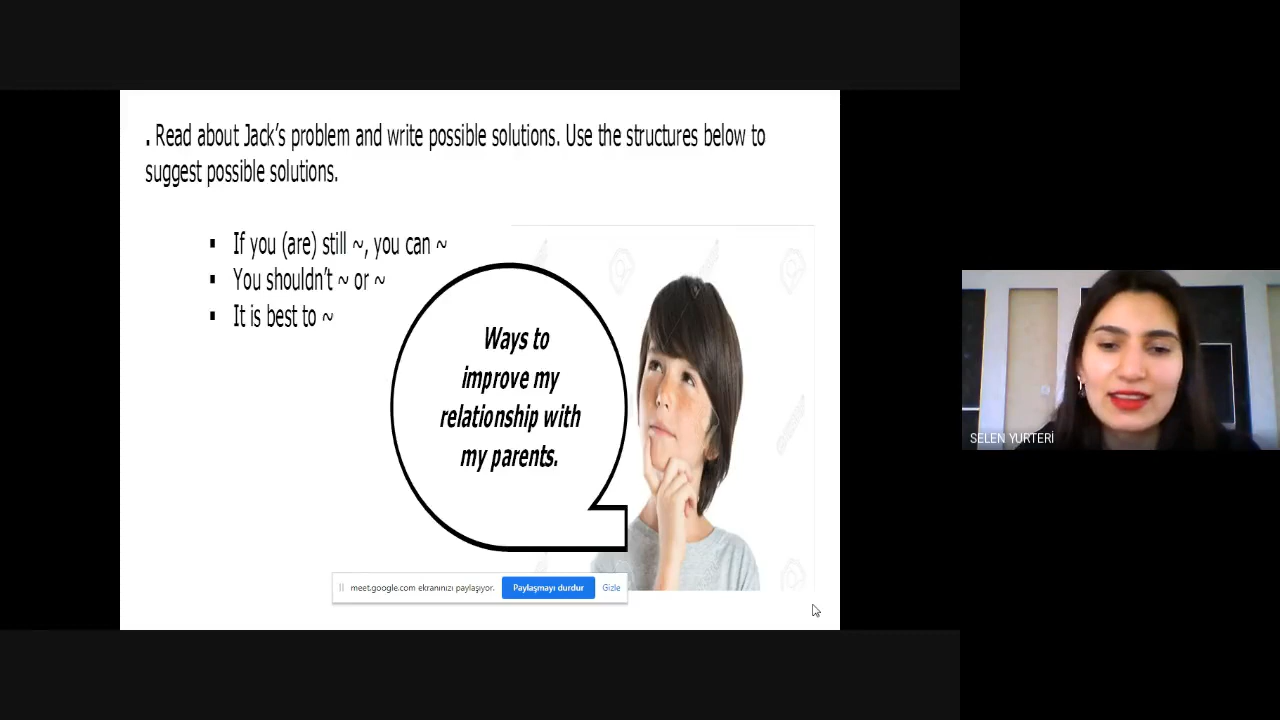 . Read about Jack's problem and write possible solutions. Use the structures below to
suggest possible solutions.
▪ If you (are) still ~, you can ~
▪ You shouldn't ~ or ~
▪ It is best to ~
Ways to
improve my
relationship with
my parents.
meet.google.com ekranınızı paylaşıyor. Paylaşmayı durdur Gizle
SELEN YURTERİ